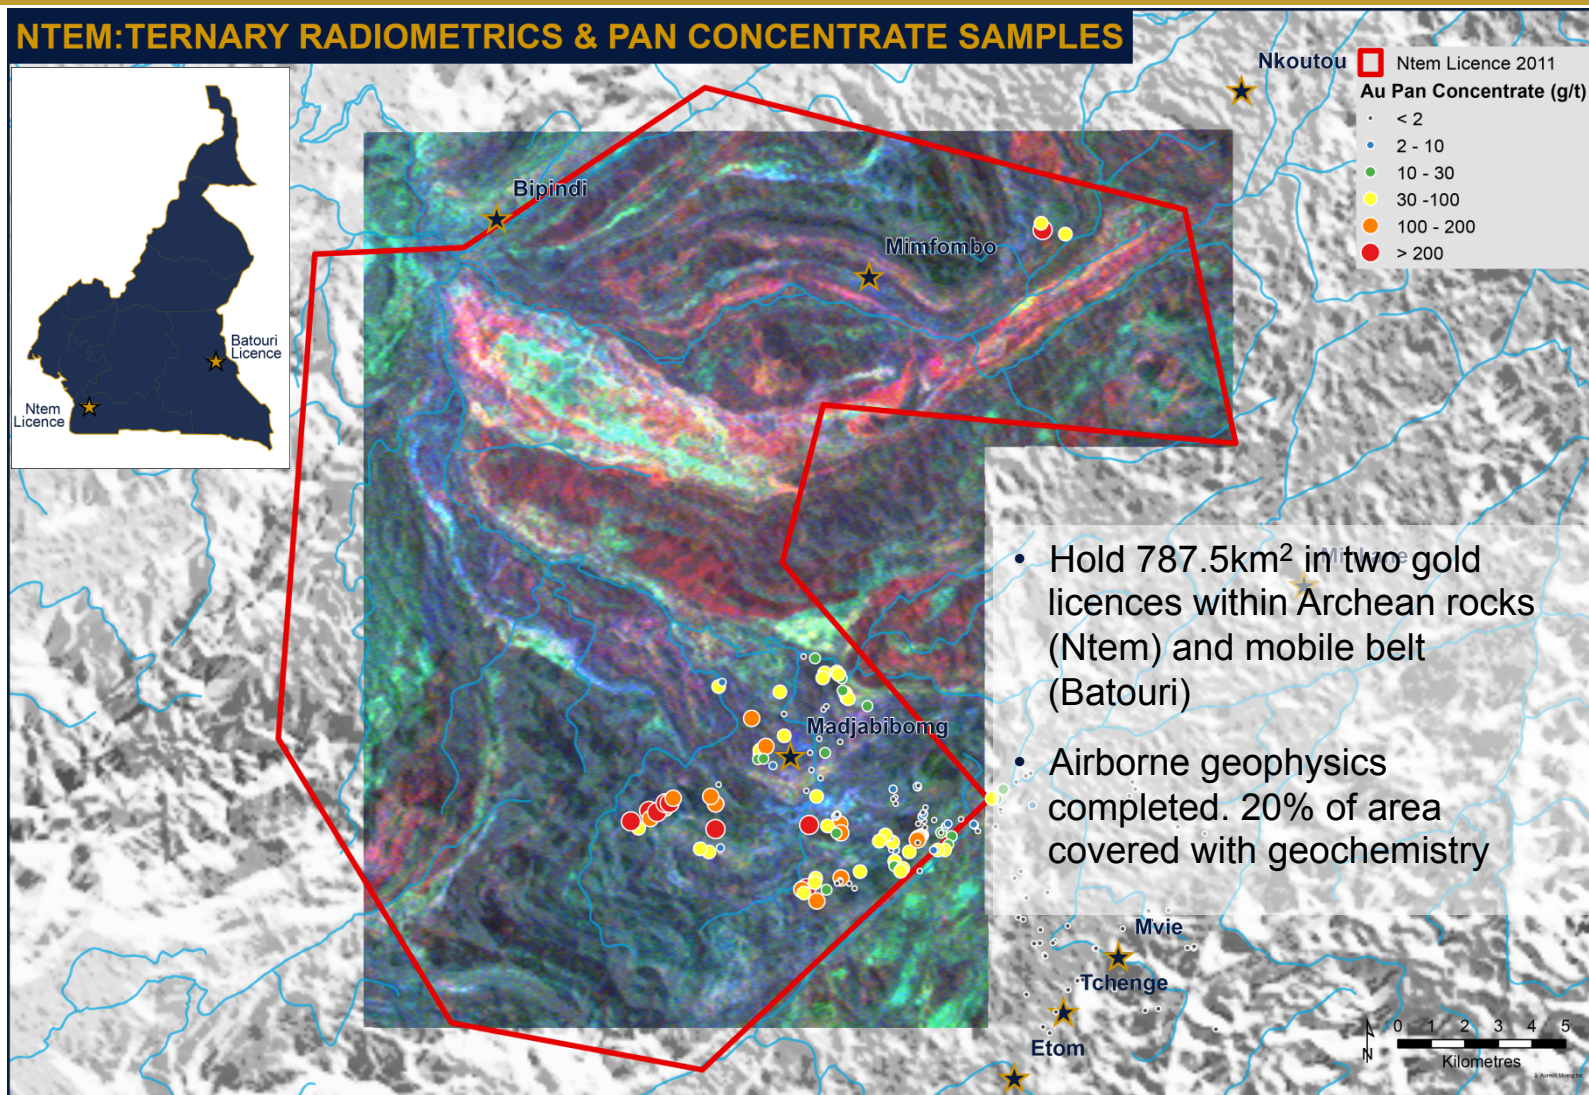 NTEM:TERNARY RADIOMETRICS & PAN CONCENTRATE SAMPLES
Nkoutou
Ntem Licence 2011
Au Pan Concentrate (g/t)
< 2
2 - 10
10 - 30
30 -100
100 - 200
> 200
Bipindi
Mimfombo
Batouri
Licence
Ntem
Licence
• Hold 787.5km² in two gold
licences within Archean rocks
(Ntem) and mobile belt
(Batouri)
Madjabibomg
• Airborne geophysics
completed. 20% of area
covered with geochemistry
Mvie
Tchenge
Etom
N
0 1 2 3 4 5
Kilometres